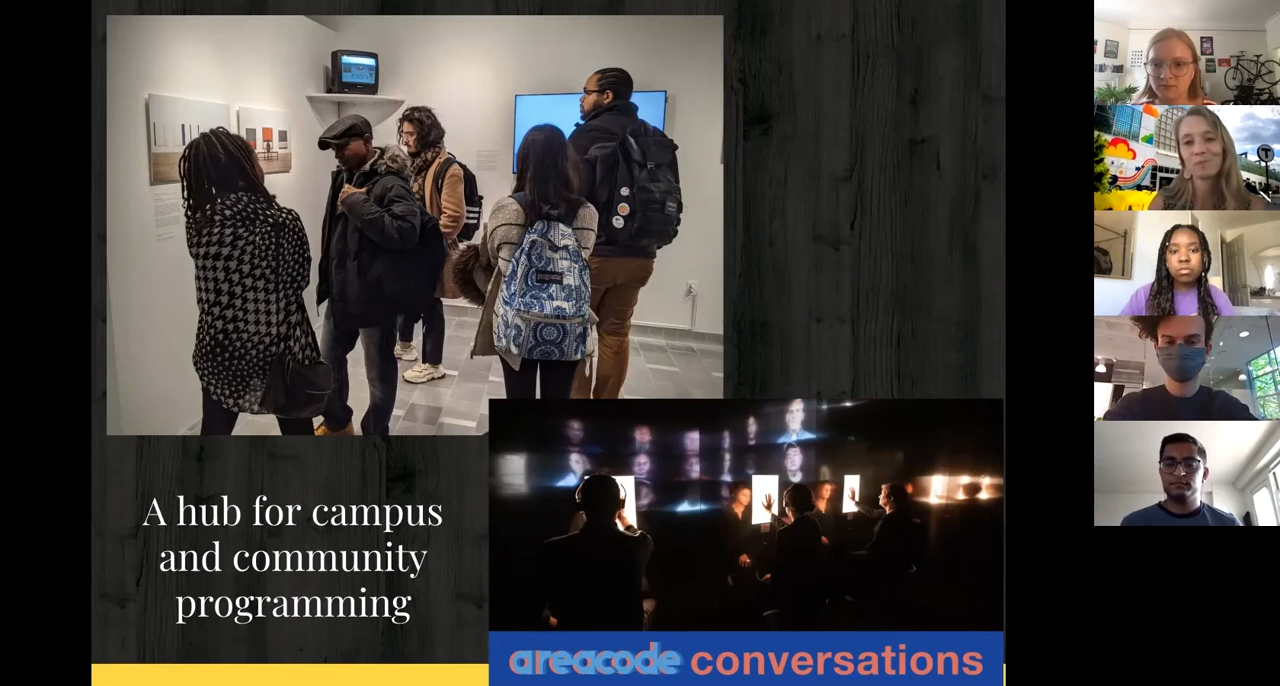 A hub for campus
and community
programming
areacode conversations
T